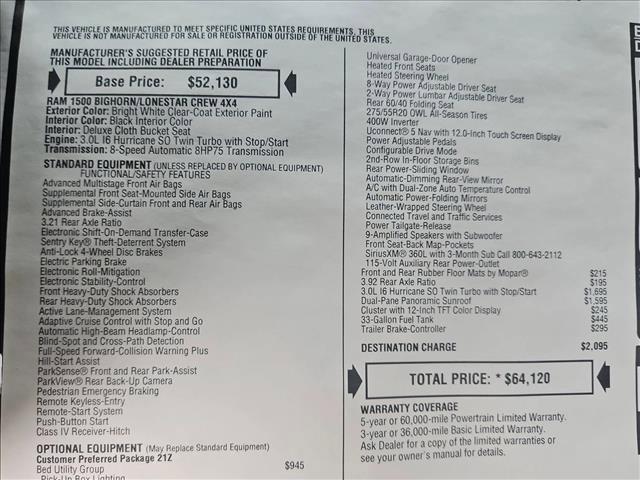 THIS VEHICLE IS MANUFACTURED TO MEET SPECIFIC UNITED STATES REQUIREMENTS. THIS
VEHICLE IS NOT MANUFACTURED FOR SALE OR REGISTRATION OUTSIDE OF THE UNITED STATES.
MANUFACTURER'S SUGGESTED RETAIL PRICE OF
THIS MODEL INCLUDING DEALER PREPARATION
Base Price: $52,130
RAM 1500 BIGHORN/LONESTAR CREW 4X4
Exterior Color: Bright White Clear-Coat Exterior Paint
Interior Color: Black Interior Color
Interior: Deluxe Cloth Bucket Seat
Engine: 3.0L I6 Hurricane SO Twin Turbo with Stop/Start
Transmission: 8-Speed Automatic 8HP75 Transmission
STANDARD EQUIPMENT (UNLESS REPLACED BY OPTIONAL EQUIPMENT)
FUNCTIONAL/SAFETY FEATURES
Advanced Multistage Front Air Bags
Supplemental Front Seat-Mounted Side Air Bags
Supplemental Side-Curtain Front and Rear Air Bags
Advanced Brake-Assist
3.21 Rear Axle Ratio
Electronic Shift-On-Demand Transfer-Case
Sentry Key® Theft-Deterrent System
Anti-Lock 4-Wheel Disc Brakes
Electric Parking Brake
Electronic Roll-Mitigation
Electronic Stability-Control
Front Heavy-Duty Shock Absorbers
Rear Heavy-Duty Shock Absorbers
Active Lane-Management System
Adaptive Cruise Control with Stop and Go
Automatic High-Beam Headlamp-Control
Blind-Spot and Cross-Path Detection
Full-Speed Forward-Collision Warning Plus
Hill-Start Assist
ParkSense® Front and Rear Park-Assist
ParkView® Rear Back-Up Camera
Pedestrian Emergency Braking
Remote Keyless-Entry
Remote-Start System
Push-Button Start
Class IV Receiver-Hitch
OPTIONAL EQUIPMENT (May Replace Standard Equipment)
Customer Preferred Package 21Z
Bed Utility Group $945
Pick-Up Box Lighting
Universal Garage-Door Opener
Heated Front Seats
Heated Steering Wheel
8-Way Power Adjustable Driver Seat
2-Way Power Lumbar Adjustable Driver Seat
Rear 60/40 Folding Seat
275/55R20 OWL All-Season Tires
400W Inverter
Uconnect® 5 Nav with 12.0-Inch Touch Screen Display
Power Adjustable Pedals
Configurable Drive Mode
2nd-Row In-Floor Storage Bins
Rear Power-Sliding Window
Automatic-Dimming Rear-View Mirror
A/C with Dual-Zone Auto Temperature Control
Automatic Power-Folding Mirrors
Leather-Wrapped Steering Wheel
Connected Travel and Traffic Services
Power Tailgate-Release
9-Amplified Speakers with Subwoofer
Front Seat-Back Map-Pockets
SiriusXM® 360L with 3-Month Sub Call 800-643-2112
115-Volt Auxiliary Rear Power-Outlet
Front and Rear Rubber Floor Mats by Mopar® $215
3.92 Rear Axle Ratio $195
3.0L I6 Hurricane SO Twin Turbo with Stop/Start $1,695
Dual-Pane Panoramic Sunroof $1,595
Cluster with 12-Inch TFT Color Display $245
33-Gallon Fuel Tank $445
Trailer Brake-Controller $295
DESTINATION CHARGE $2,095
TOTAL PRICE: * $64,120
WARRANTY COVERAGE
5-year or 60,000-mile Powertrain Limited Warranty.
3-year or 36,000-mile Basic Limited Warranty.
Ask Dealer for a copy of the limited warranties or
see your owner's manual for details.